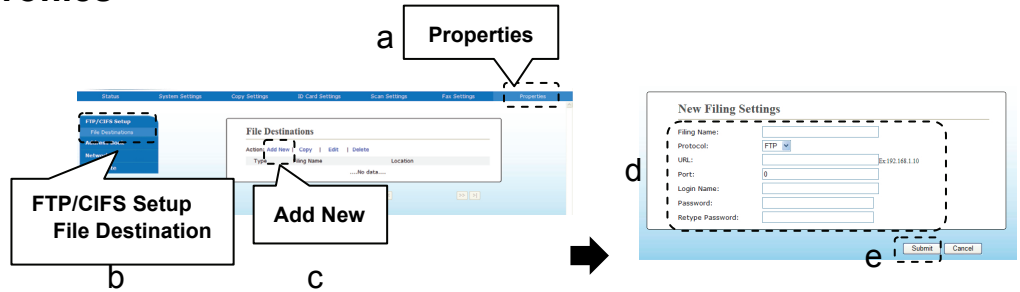 a
Properties
Status System Settings Copy Settings ID Card Settings Scan Settings Fax Settings Properties
FTP/CIFS Setup
File Destinations
File Destinations
Action: Add New | Copy | Edit | Delete
Type Filing Name Location
....No data....
FTP/CIFS Setup
File Destination
b
Add New
c
New Filing Settings
d
Filing Name:
Protocol: FTP
URL: Ex:192.168.1.10
Port: 0
Login Name:
Password:
Retype Password:
e
Submit Cancel